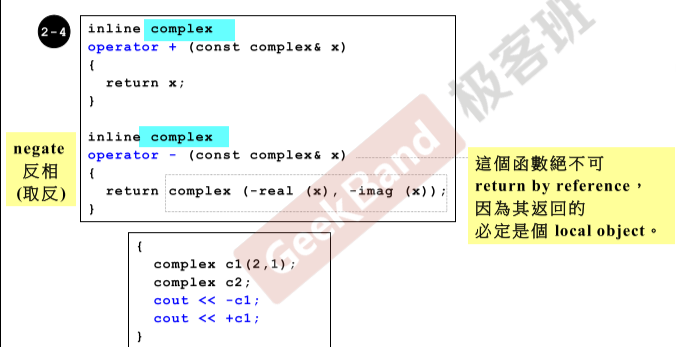 2-4
inline complex
operator + (const complex& x)
{
  return x;
}
inline complex
operator - (const complex& x)
{
  return complex (-real (x), -imag (x));
}
negate
反相
(取反)
這個函數絕不可
return by reference，
因為其返回的
必定是個 local object。
{
  complex c1(2,1);
  complex c2;
  cout << -c1;
  cout << +c1;
}
GeekBand 极客班